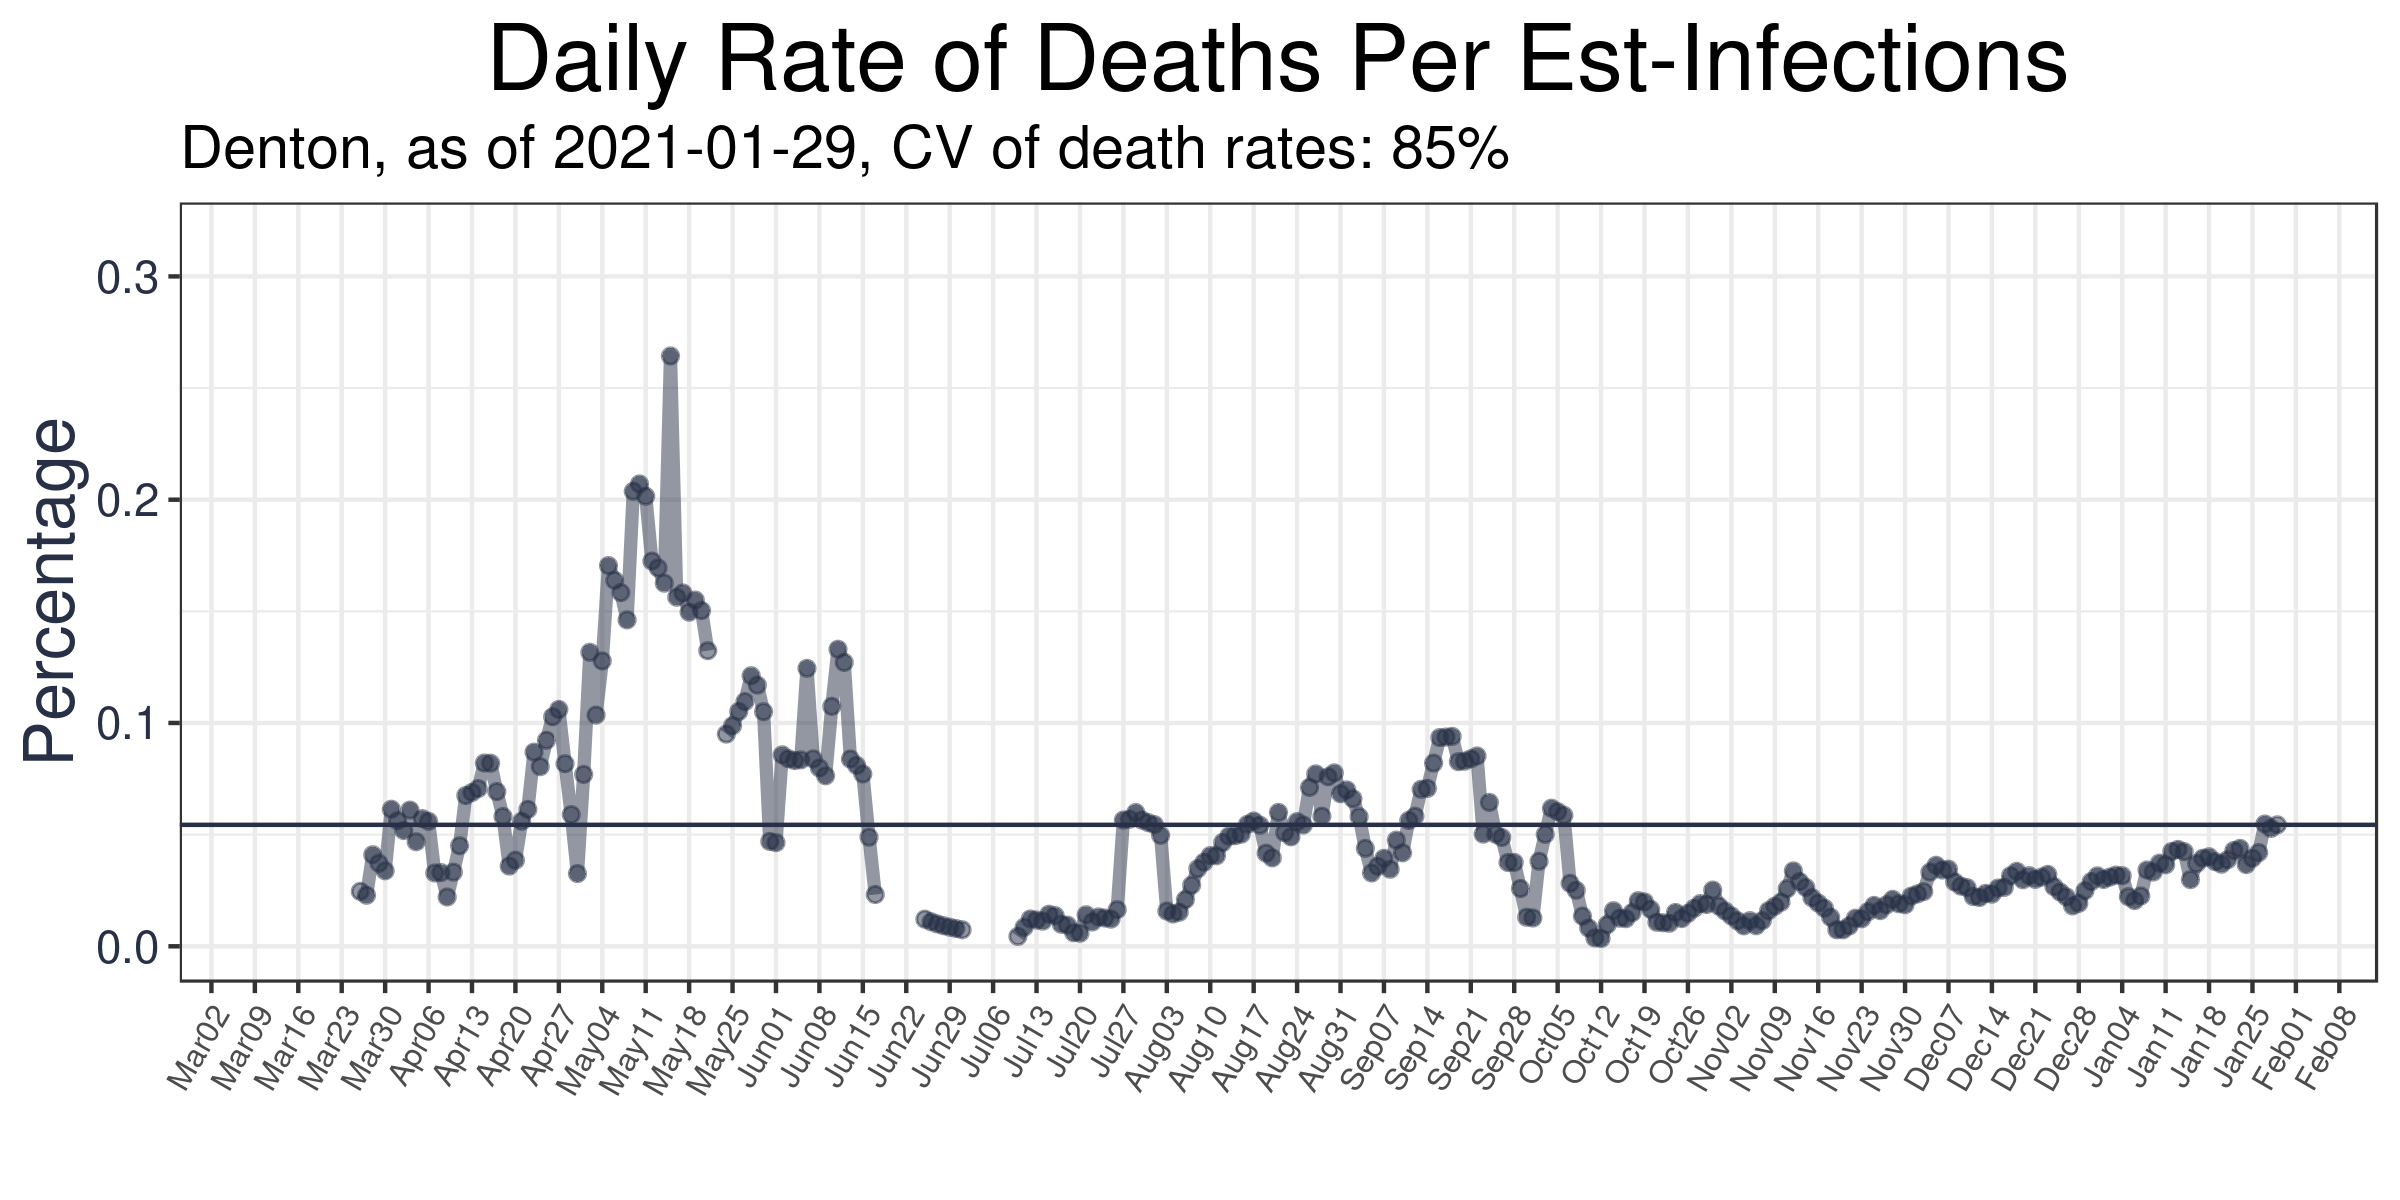 Daily Rate of Deaths Per Est-Infections
Denton, as of 2021-01-29, CV of death rates: 85%
Percentage
0.3
0.2
0.1
0.0
Mar02 Mar09 Mar16 Mar23 Mar30 Apr06 Apr13 Apr20 Apr27 May04 May11 May18 May25 Jun01 Jun08 Jun15 Jun22 Jun29 Jul06 Jul13 Jul20 Jul27 Aug03 Aug10 Aug17 Aug24 Aug31 Sep07 Sep14 Sep21 Sep28 Oct05 Oct12 Oct19 Oct26 Nov02 Nov09 Nov16 Nov23 Nov30 Dec07 Dec14 Dec21 Dec28 Jan04 Jan11 Jan18 Jan25 Feb01 Feb08